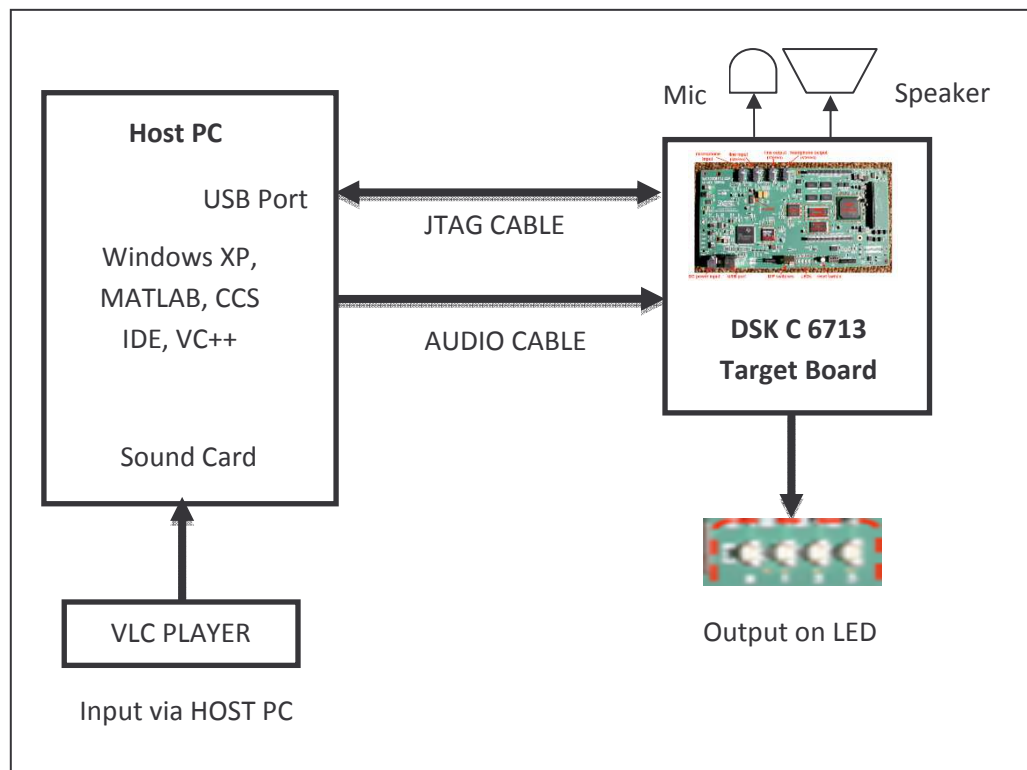 Mic
Speaker
Host PC
USB Port
JTAG CABLE
Windows XP,
MATLAB, CCS
IDE, VC++
AUDIO CABLE
DSK C 6713
Target Board
Sound Card
VLC PLAYER
Output on LED
Input via HOST PC